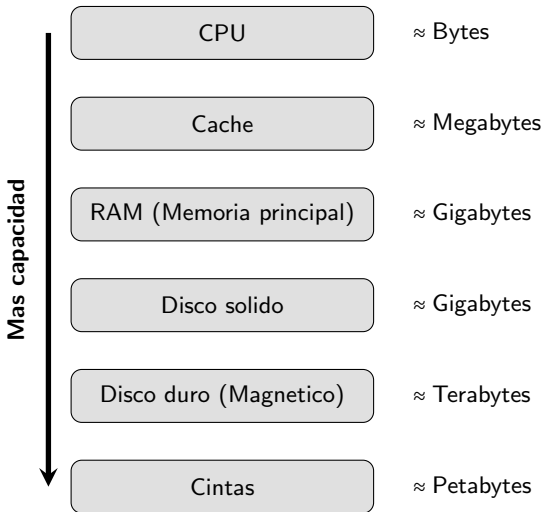 CPU ≈ Bytes
Cache ≈ Megabytes
RAM (Memoria principal) ≈ Gigabytes
Disco solido ≈ Gigabytes
Disco duro (Magnetico) ≈ Terabytes
Cintas ≈ Petabytes
Mas capacidad